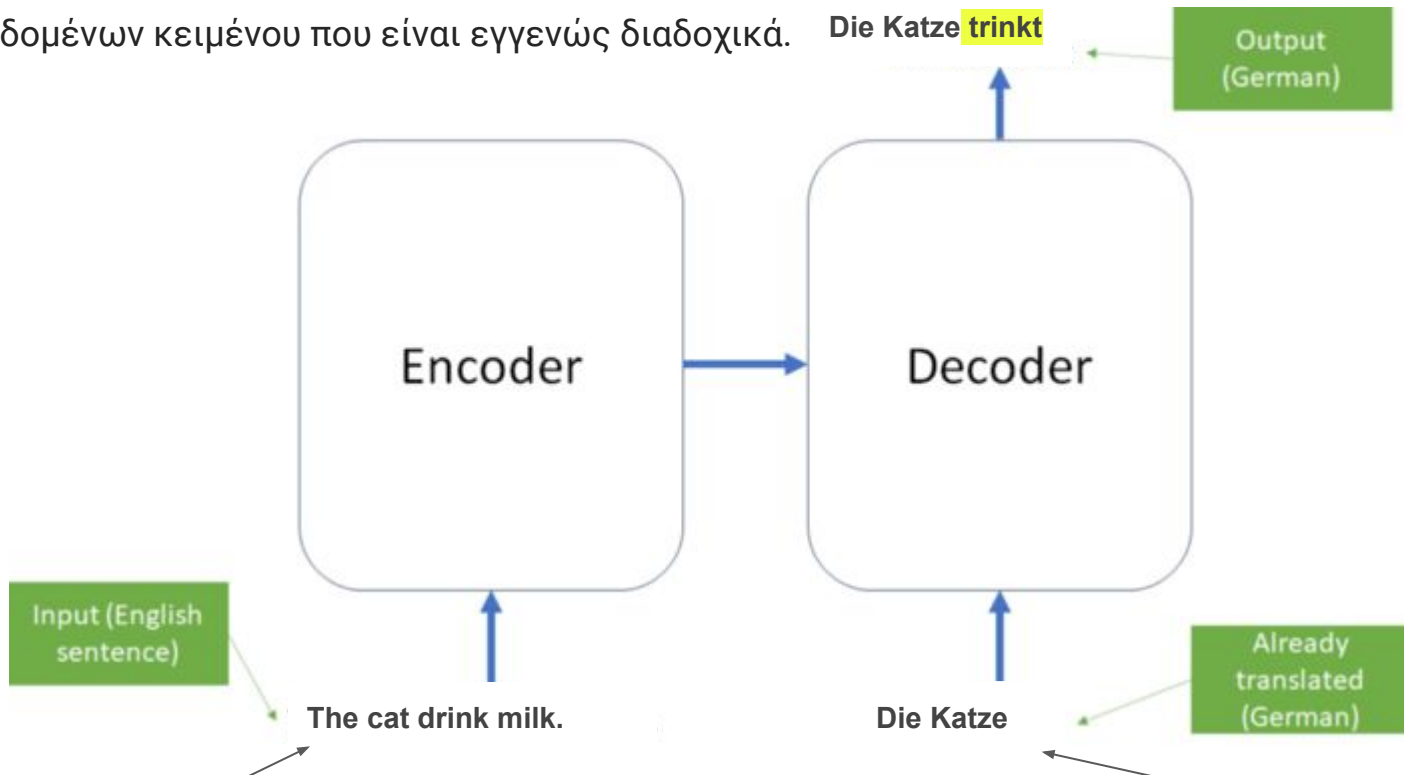 δομένων κειμένου που είναι εγγενώς διαδοχικά.
Die Katze trinkt
Output
(German)
Encoder
Decoder
Input (English
sentence)
The cat drink milk.
Die Katze
Already
translated
(German)